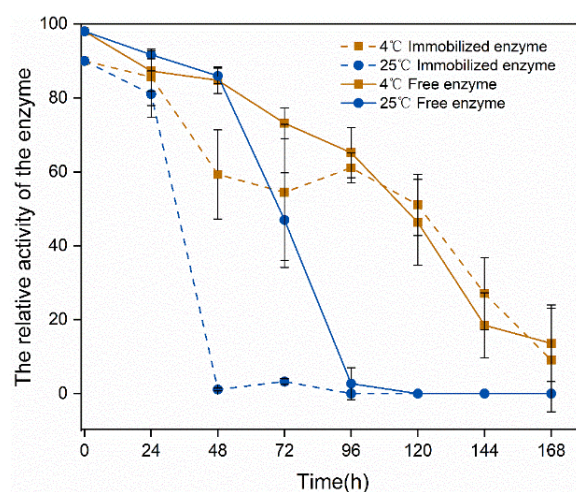 The relative activity of the enzyme
100
80
60
40
20
0
4℃ Immobilized enzyme
25℃ Immobilized enzyme
4℃ Free enzyme
25℃ Free enzyme
0 24 48 72 96 120 144 168
Time(h)